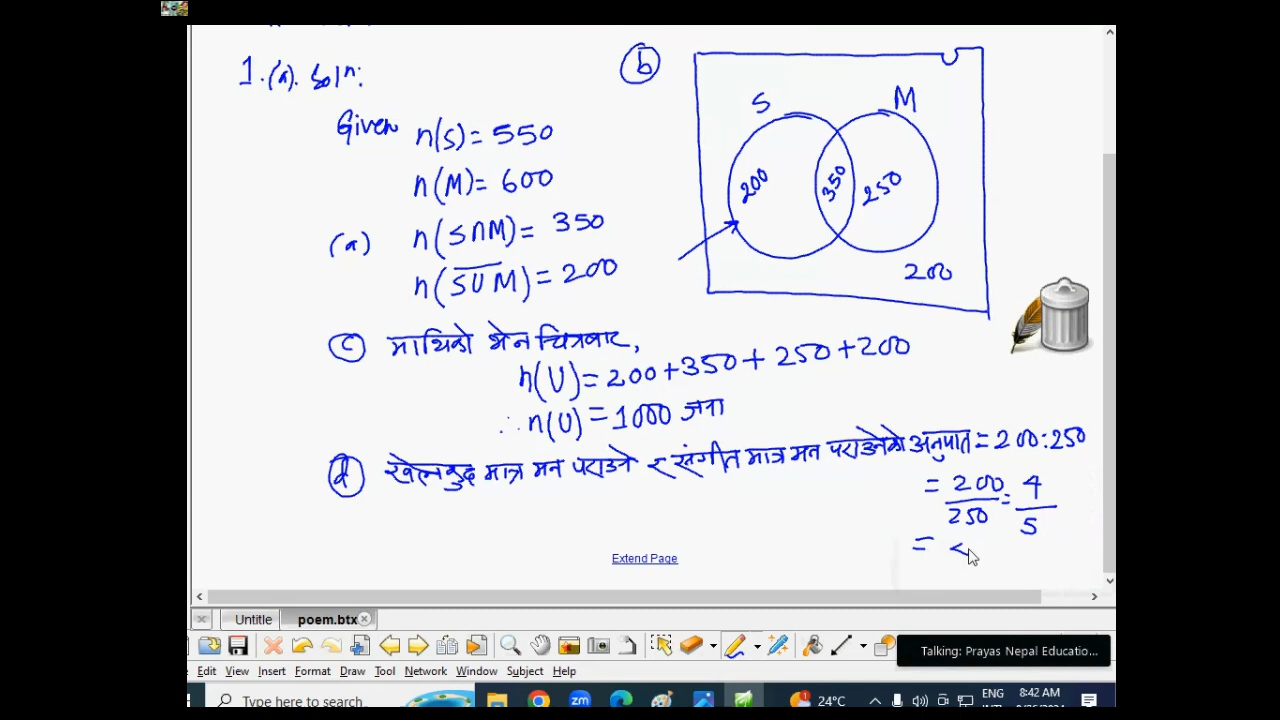 1.(a). Solⁿ:
Given n(S) = 550
n(M) = 600
(a) n(S∩M) = 350
n(S̅U̅M̅) = 200
b
S M
200 350 250
200
c माथिको भेनचित्रबाट,
n(U) = 200+350+250+200
∴ n(U) = 1000 जना
d खेलकुद मात्र मन पराउने र संगीत मात्र मन पराउनेको अनुपात = 200:250
= 200/250 = 4/5
=
Extend Page
Untitle poem.btx
Edit View Insert Format Draw Tool Network Window Subject Help
Talking: Prayas Nepal Educatio...
Type here to search
zm
1 24°C ENG 8:42 AM